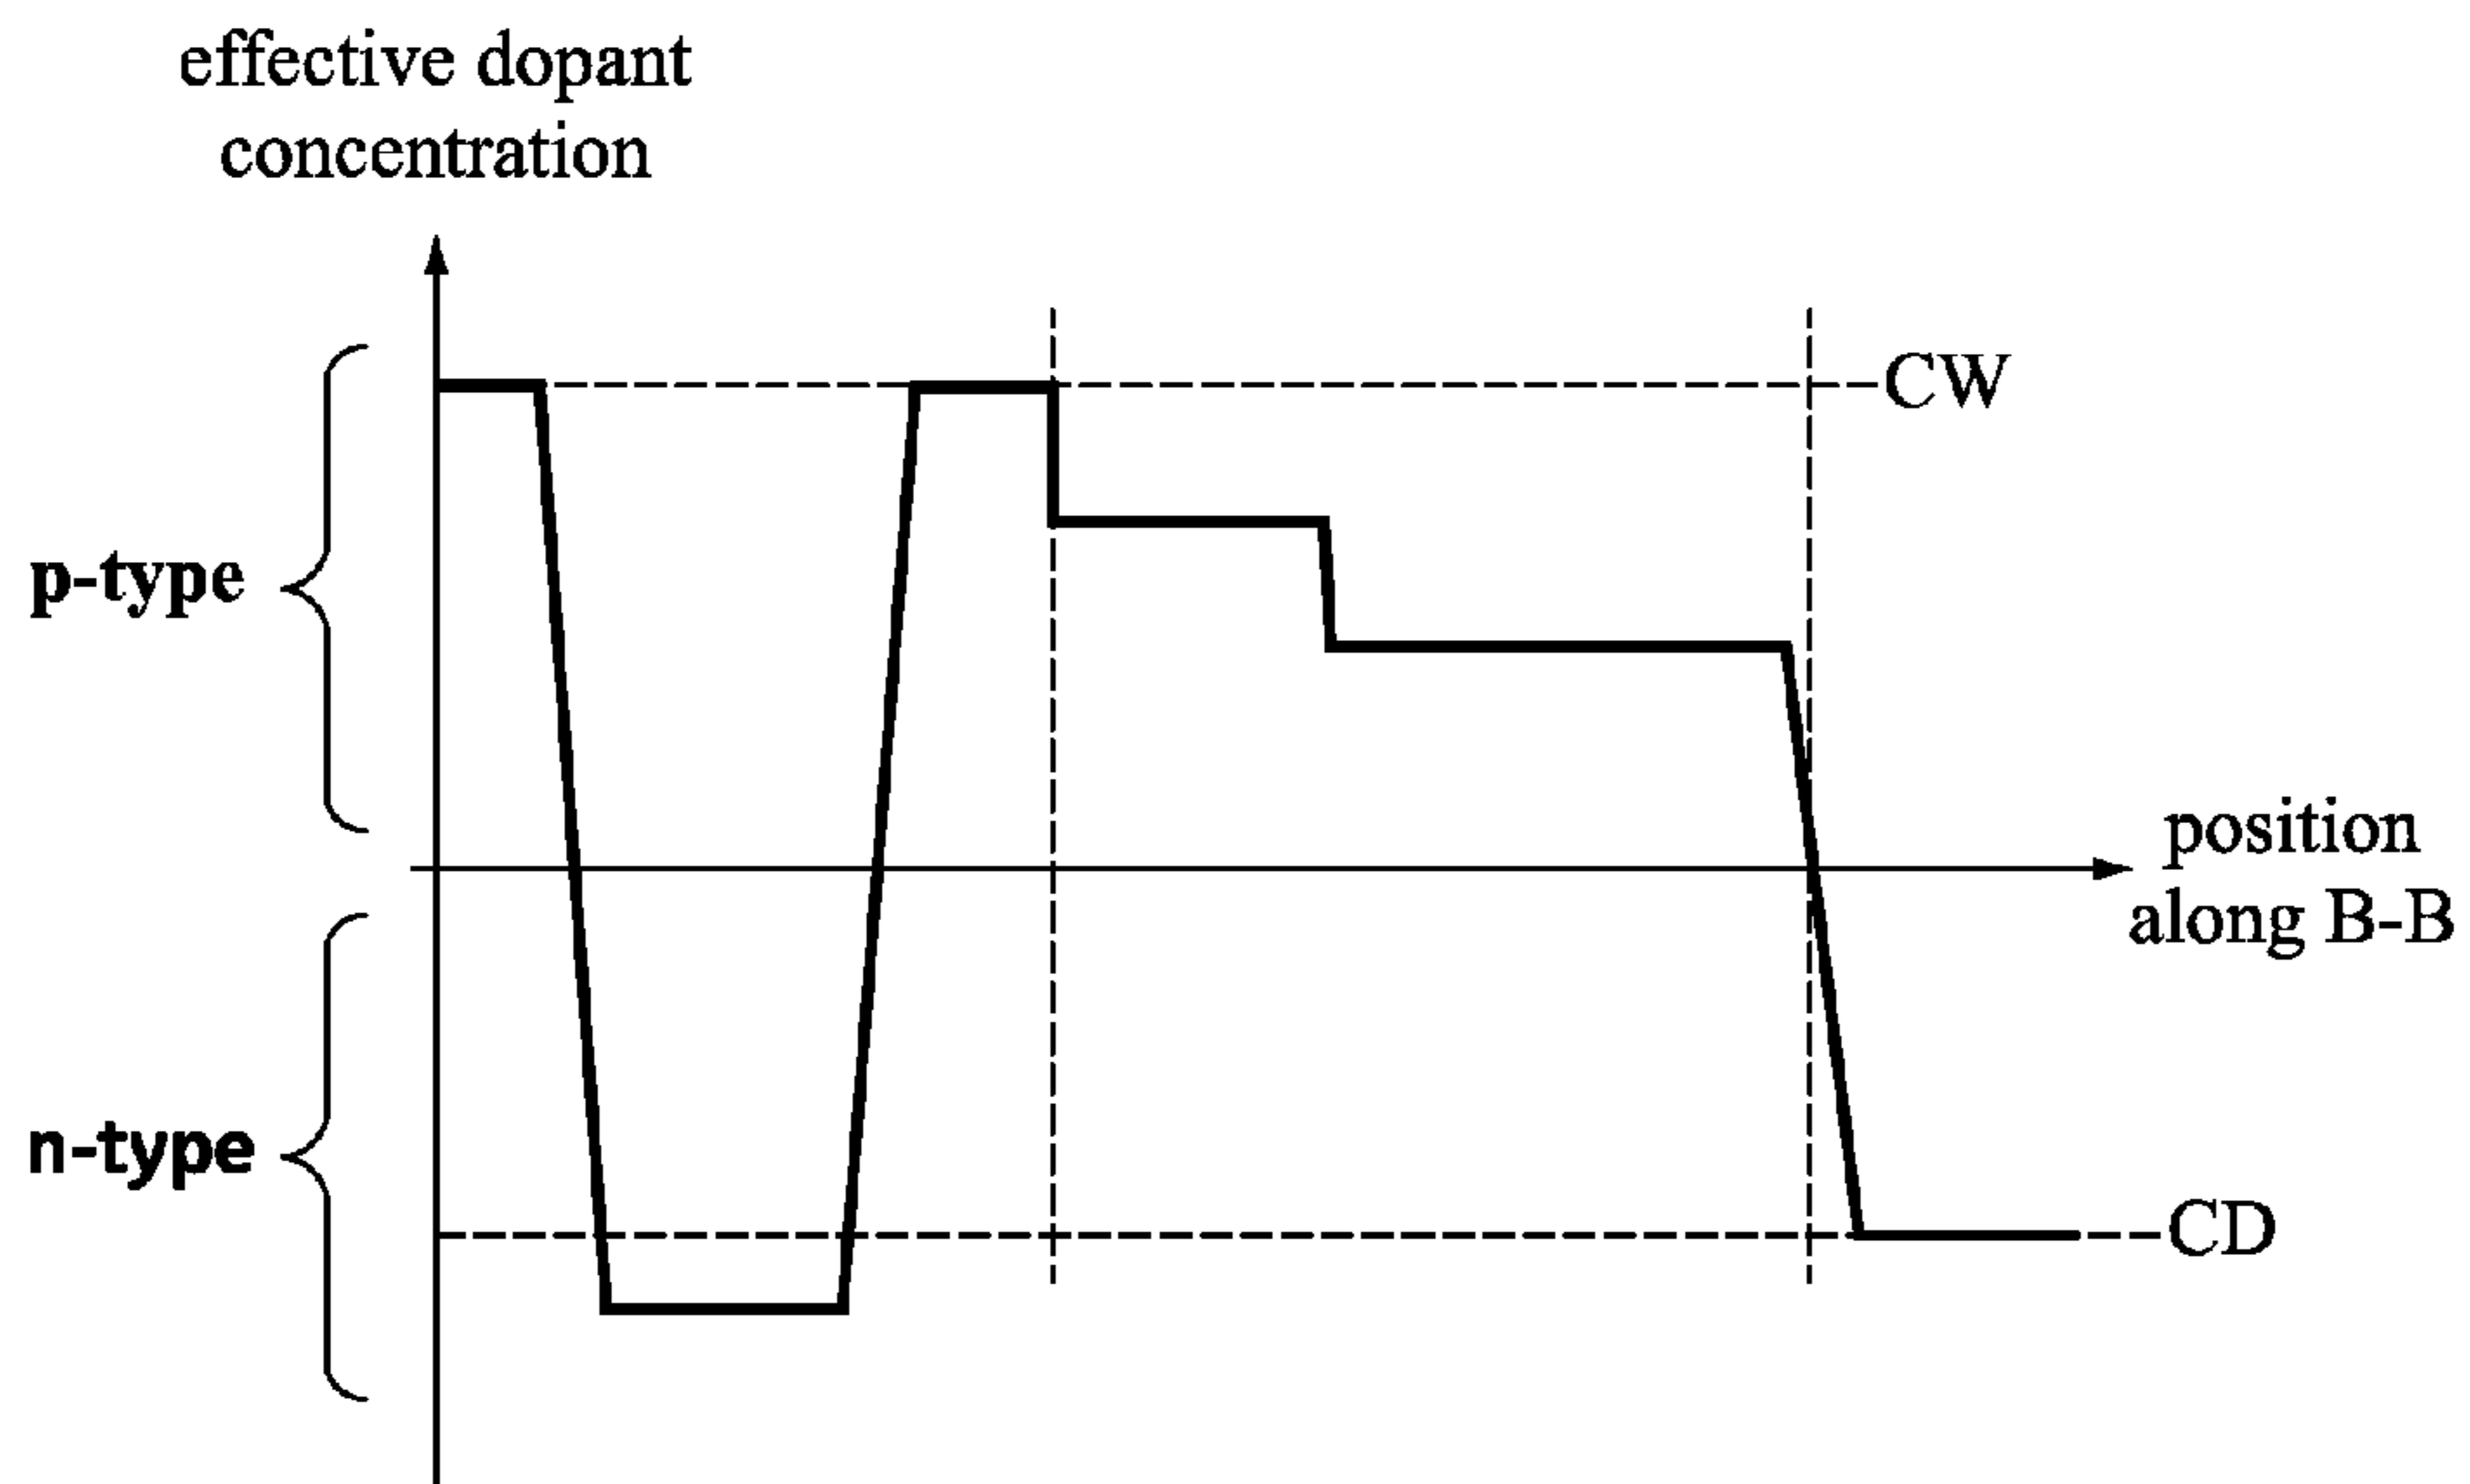 effective dopant
concentration
CW
p-type
position
along B-B
n-type
CD